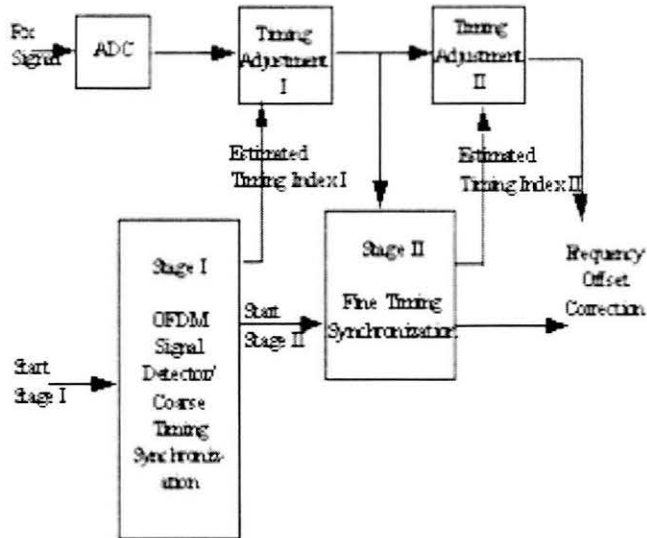 Rx
Signal
ADC
Timing
Adjustment
I
Timing
Adjustment
II
Estimated
Timing Index I
Estimated
Timing Index II
Stage I
OFDM
Signal
Detector/
Coarse
Timing
Synchroniz-
ation
Start
Stage I
Start
Stage II
Stage II
Fine Timing
Synchronization
Frequency
Offset
Correction